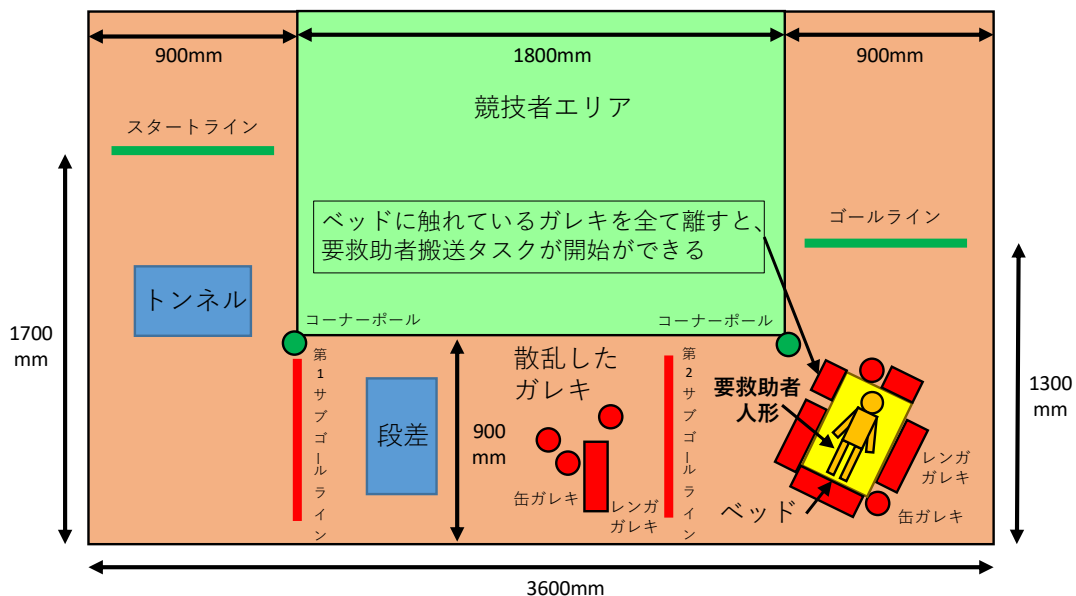 900mm
1800mm
900mm
競技者エリア
スタートライン
ベッドに触れているガレキを全て離すと、
要救助者搬送タスクが開始ができる
ゴールライン
トンネル
コーナーポール
コーナーポール
1700
mm
第1サブゴールライン
段差
900
mm
散乱した
ガレキ
缶ガレキ
レンガ
ガレキ
第2サブゴールライン
要救助者
人形
ベッド
レンガ
ガレキ
缶ガレキ
1300
mm
3600mm